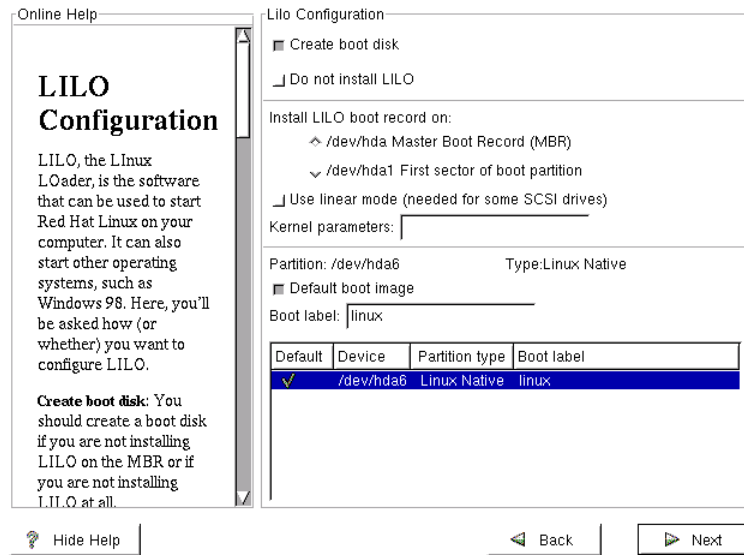 Online Help
LILO
Configuration
LILO, the LInux
LOader, is the software
that can be used to start
Red Hat Linux on your
computer. It can also
start other operating
systems, such as
Windows 98. Here, you'll
be asked how (or
whether) you want to
configure LILO.
Create boot disk: You
should create a boot disk
if you are not installing
LILO on the MBR or if
you are not installing
LILO at all.
Lilo Configuration
Create boot disk
Do not install LILO
Install LILO boot record on:
/dev/hda Master Boot Record (MBR)
/dev/hda1 First sector of boot partition
Use linear mode (needed for some SCSI drives)
Kernel parameters:
Partition: /dev/hda6 Type:Linux Native
Default boot image
Boot label: linux
Default Device Partition type Boot label
/dev/hda6 Linux Native linux
Hide Help Back Next